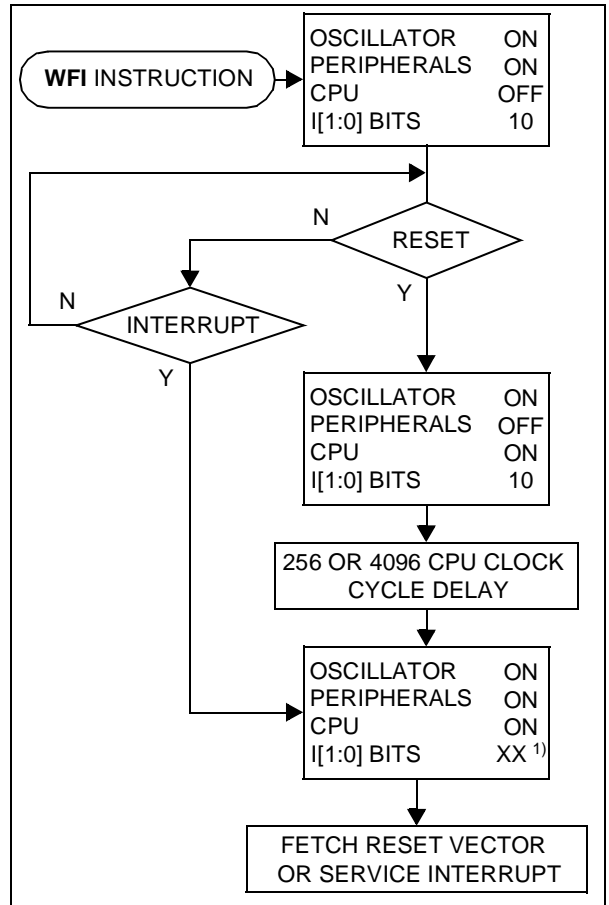 WFI INSTRUCTION
OSCILLATOR ON
PERIPHERALS ON
CPU OFF
I[1:0] BITS 10
N
RESET
Y
N
INTERRUPT
Y
OSCILLATOR ON
PERIPHERALS OFF
CPU ON
I[1:0] BITS 10
256 OR 4096 CPU CLOCK
CYCLE DELAY
OSCILLATOR ON
PERIPHERALS ON
CPU ON
I[1:0] BITS XX 1)
FETCH RESET VECTOR
OR SERVICE INTERRUPT